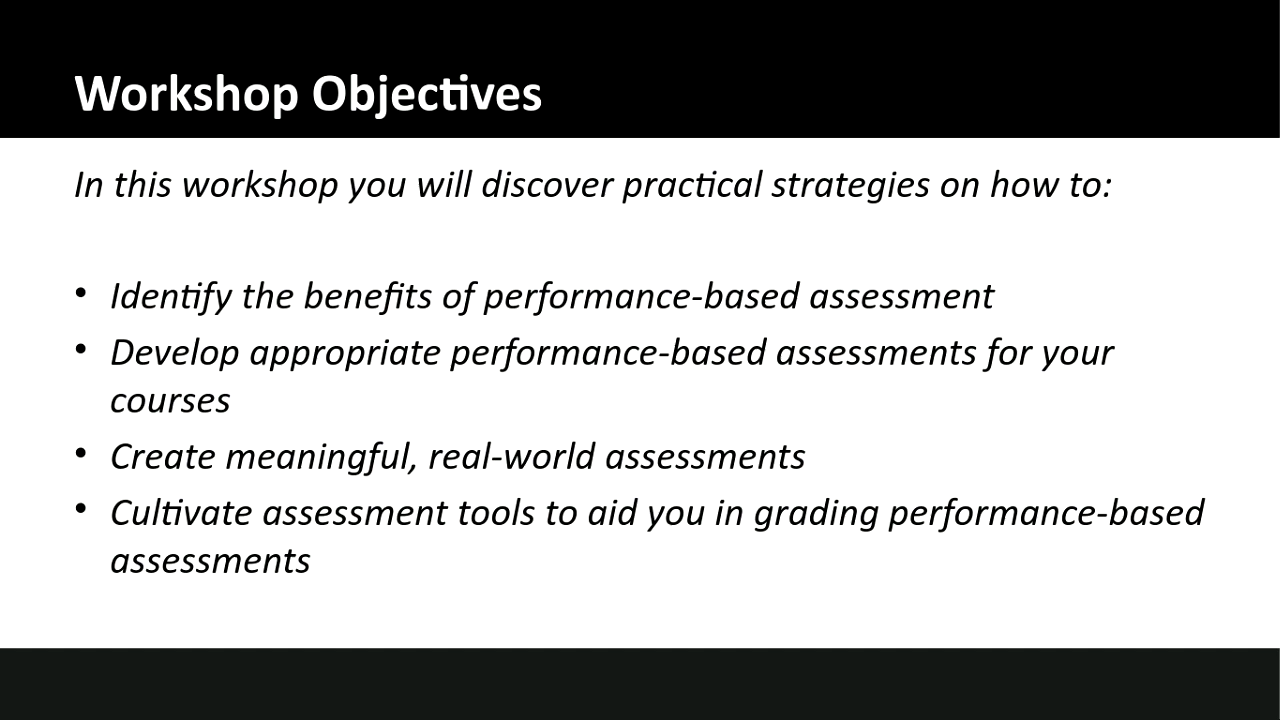 Workshop Objectives
In this workshop you will discover practical strategies on how to:
• Identify the benefits of performance-based assessment
• Develop appropriate performance-based assessments for your
courses
• Create meaningful, real-world assessments
• Cultivate assessment tools to aid you in grading performance-based
assessments